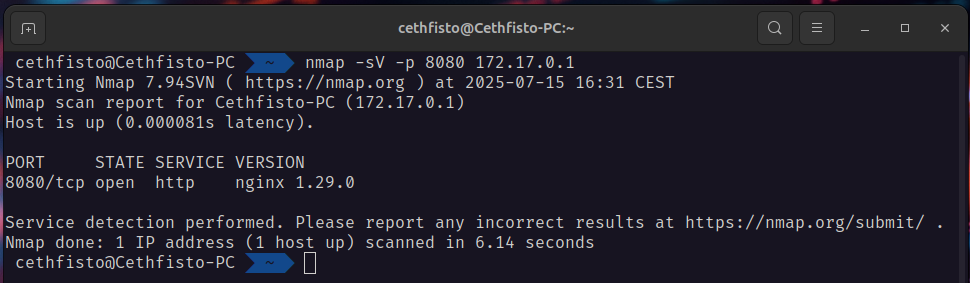 cethfisto@Cethfisto-PC:~
cethfisto@Cethfisto-PC ~ nmap -sV -p 8080 172.17.0.1
Starting Nmap 7.94SVN ( https://nmap.org ) at 2025-07-15 16:31 CEST
Nmap scan report for Cethfisto-PC (172.17.0.1)
Host is up (0.000081s latency).
PORT     STATE SERVICE VERSION
8080/tcp open  http    nginx 1.29.0
Service detection performed. Please report any incorrect results at https://nmap.org/submit/ .
Nmap done: 1 IP address (1 host up) scanned in 6.14 seconds
cethfisto@Cethfisto-PC ~